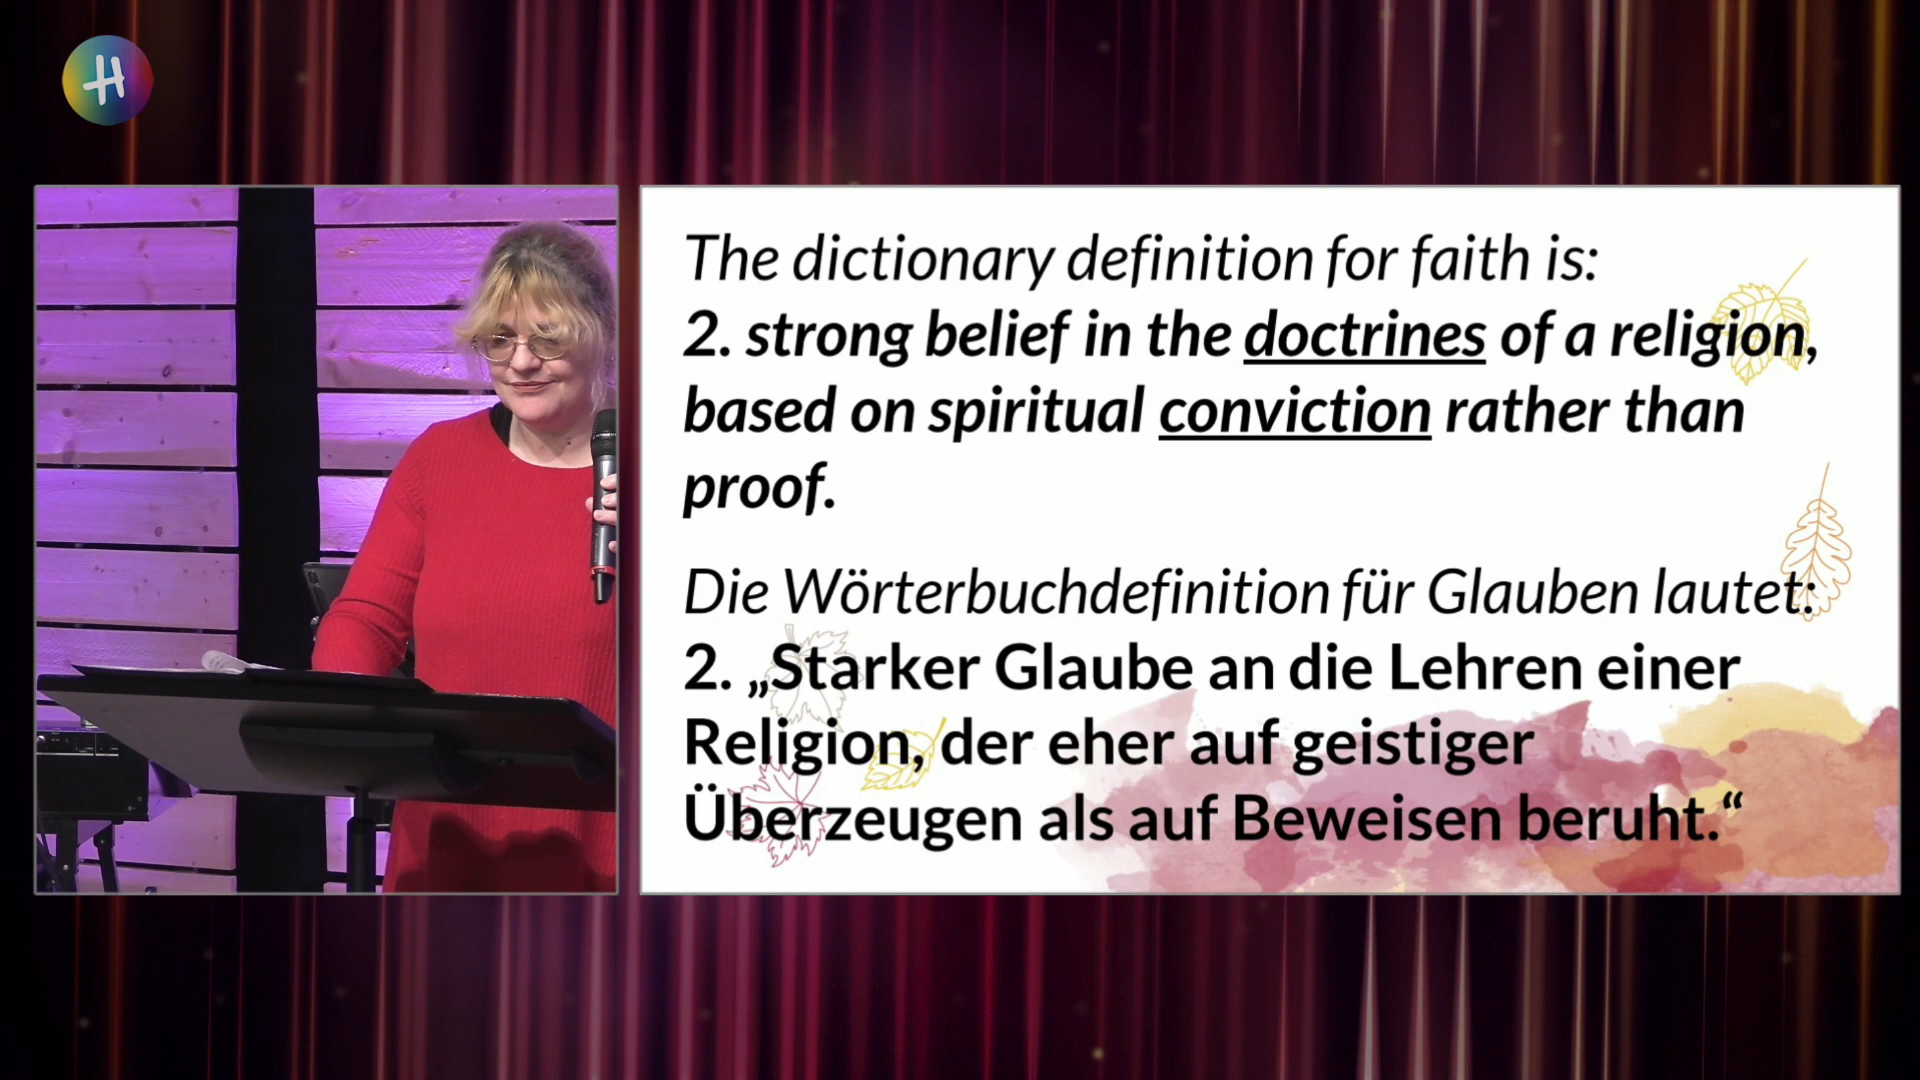 H
The dictionary definition for faith is:
2. strong belief in the doctrines of a religion,
based on spiritual conviction rather than
proof.
Die Wörterbuchdefinition für Glauben lautet:
2. „Starker Glaube an die Lehren einer
Religion, der eher auf geistiger
Überzeugen als auf Beweisen beruht.“